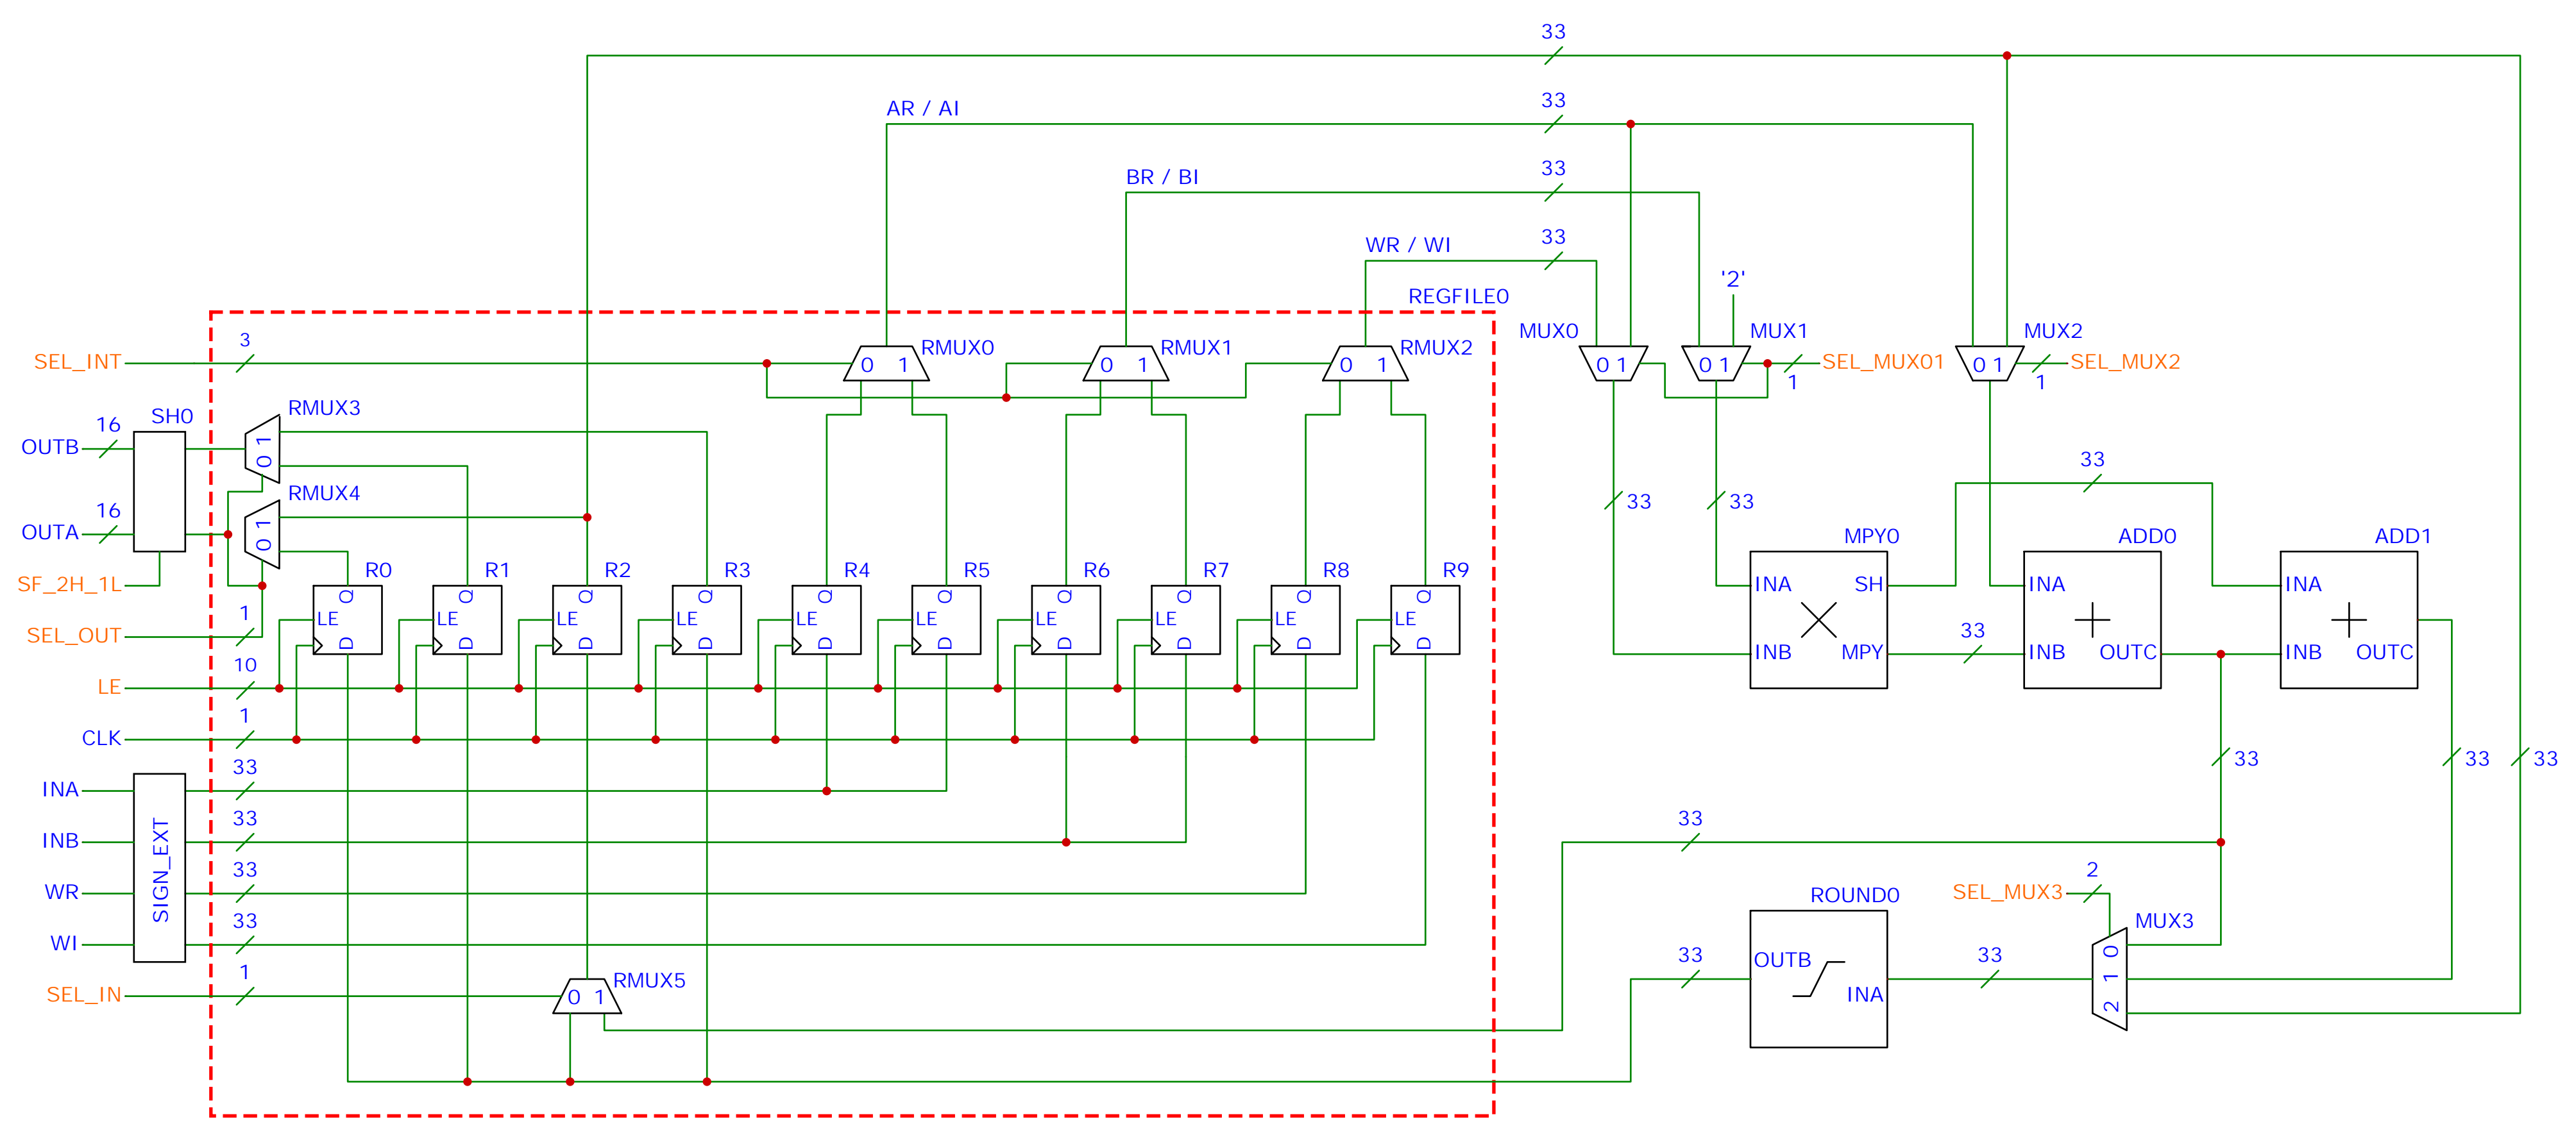 33
AR / AI
33
BR / BI
33
WR / WI
33
'2'
REGFILE0
SEL_INT
3
RMUX0
0 1
RMUX1
0 1
RMUX2
0 1
MUX0
0 1
MUX1
0 1
SEL_MUX01
1
MUX2
0 1
SEL_MUX2
1
SH0
RMUX3
0 1
OUTB
16
RMUX4
0 1
OUTA
16
SF_2H_1L
SEL_OUT
1
33
33
33
R0
Q
LE
D
R1
Q
LE
D
R2
Q
LE
D
R3
Q
LE
D
R4
Q
LE
D
R5
Q
LE
D
R6
Q
LE
D
R7
Q
LE
D
R8
Q
LE
D
R9
Q
LE
D
MPY0
INA
SH
INB
MPY
33
ADD0
INA
INB
OUTC
ADD1
INA
INB
OUTC
LE
10
CLK
1
INA
33
INB
33
WR
33
WI
33
SIGN_EXT
SEL_IN
1
RMUX5
0 1
33
33
33
33
ROUND0
OUTB
INA
33
33
SEL_MUX3
2
MUX3
0
1
2